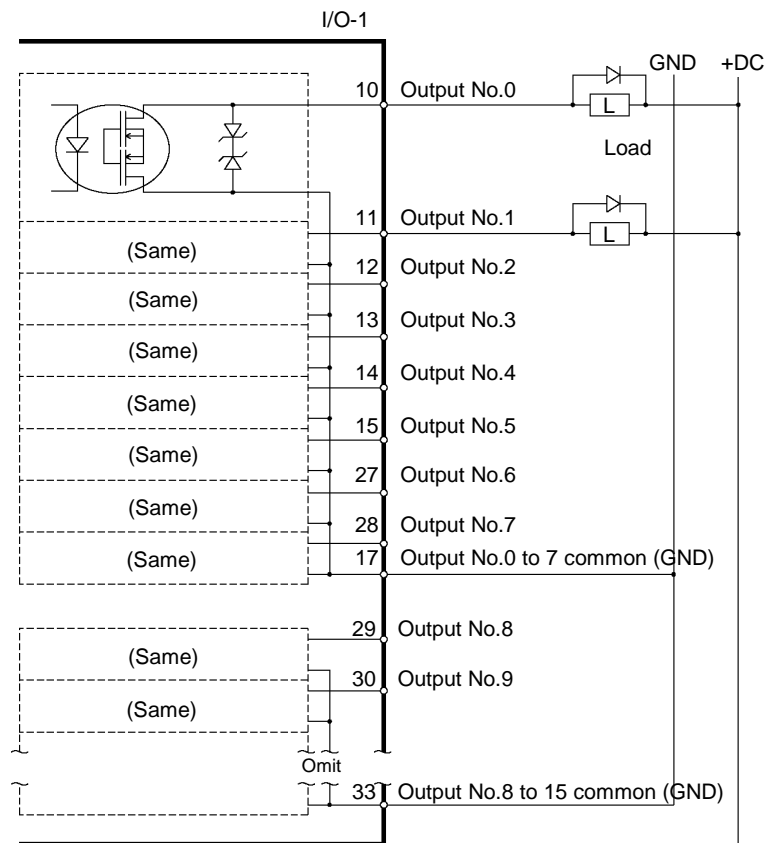 I/O-1
GND +DC
10 Output No.0
L
Load
11 Output No.1
L
(Same)
12 Output No.2
(Same)
13 Output No.3
(Same)
14 Output No.4
(Same)
15 Output No.5
(Same)
27 Output No.6
(Same)
28 Output No.7
(Same)
17 Output No.0 to 7 common (GND)
29 Output No.8
(Same)
30 Output No.9
(Same)
Omit
33 Output No.8 to 15 common (GND)